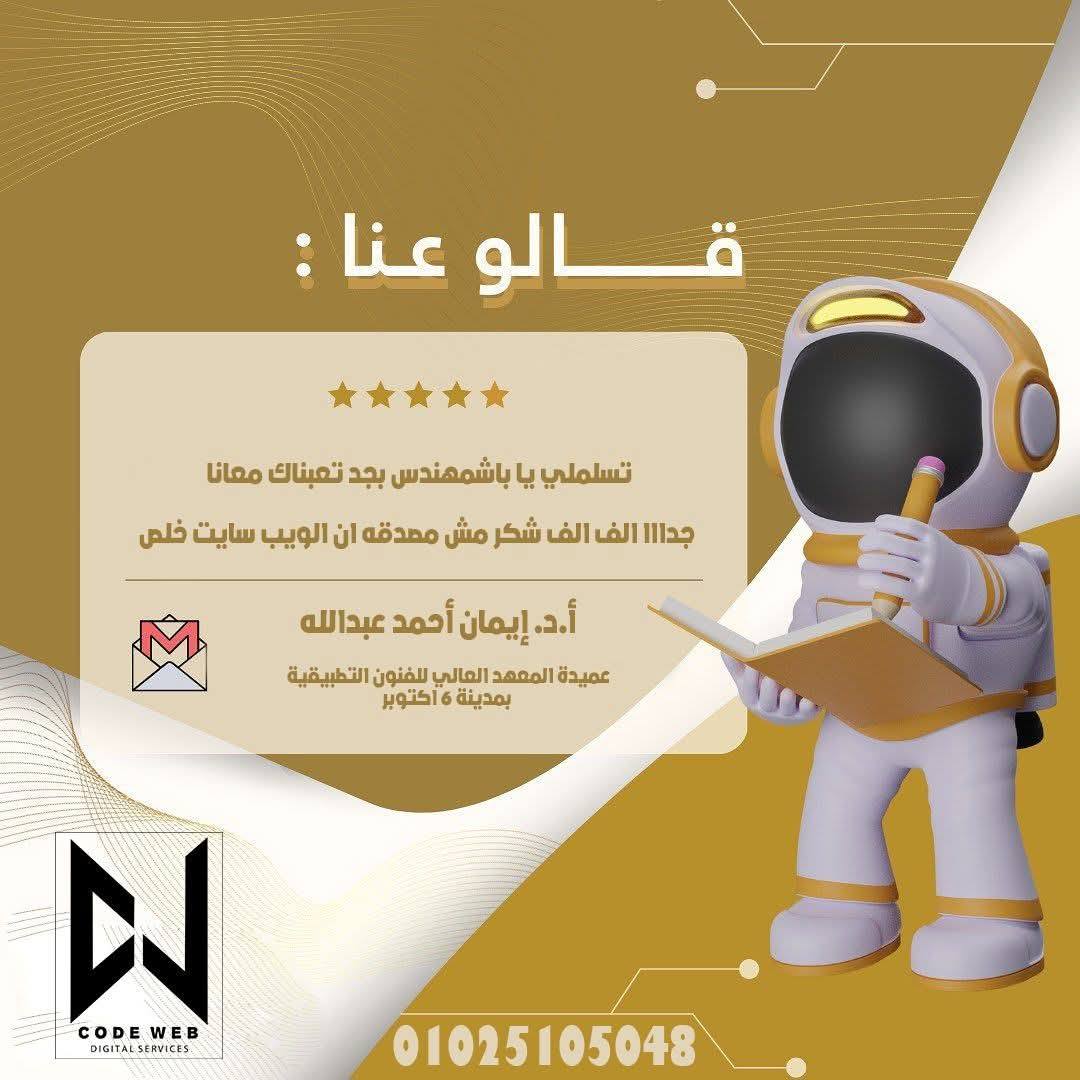 قـــــالو عنا :
تسلملي يا باشمهندس بجد تعبناك معانا
جدااا الف الف شكر مش مصدقه ان الويب سايت خلص
أ.د. إيمان أحمد عبدالله
عميدة المعهد العالي للفنون التطبيقية
بمدينة 6 اكتوبر
CODE WEB
DIGITAL SERVICES
01025105048